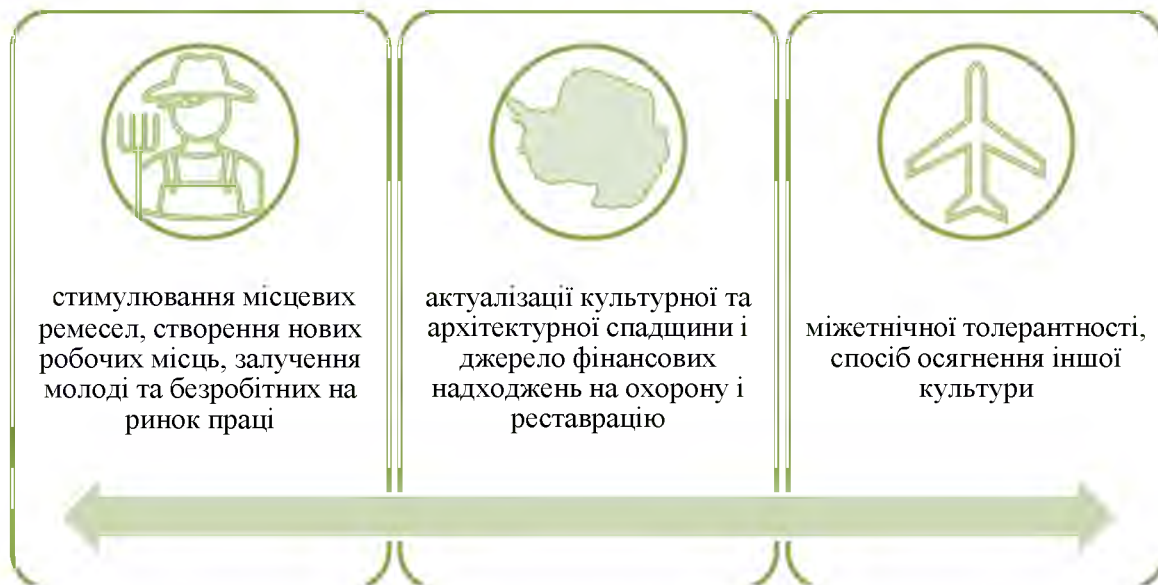 стимулювання місцевих
ремесел, створення нових
робочих місць, залучення
молоді та безробітних на
ринок праці
актуалізації культурної та
архітектурної спадщини і
джерело фінансових
надходжень на охорону і
реставрацію
міжетнічної толерантності,
спосіб осягнення іншої
культури